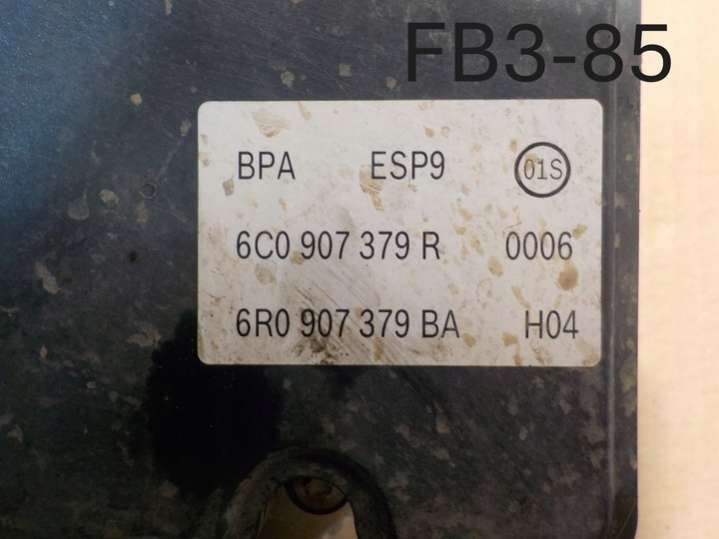 FB3-85
BPA ESP9 01S
6C0 907 379 R 0006
6R0 907 379 BA H04